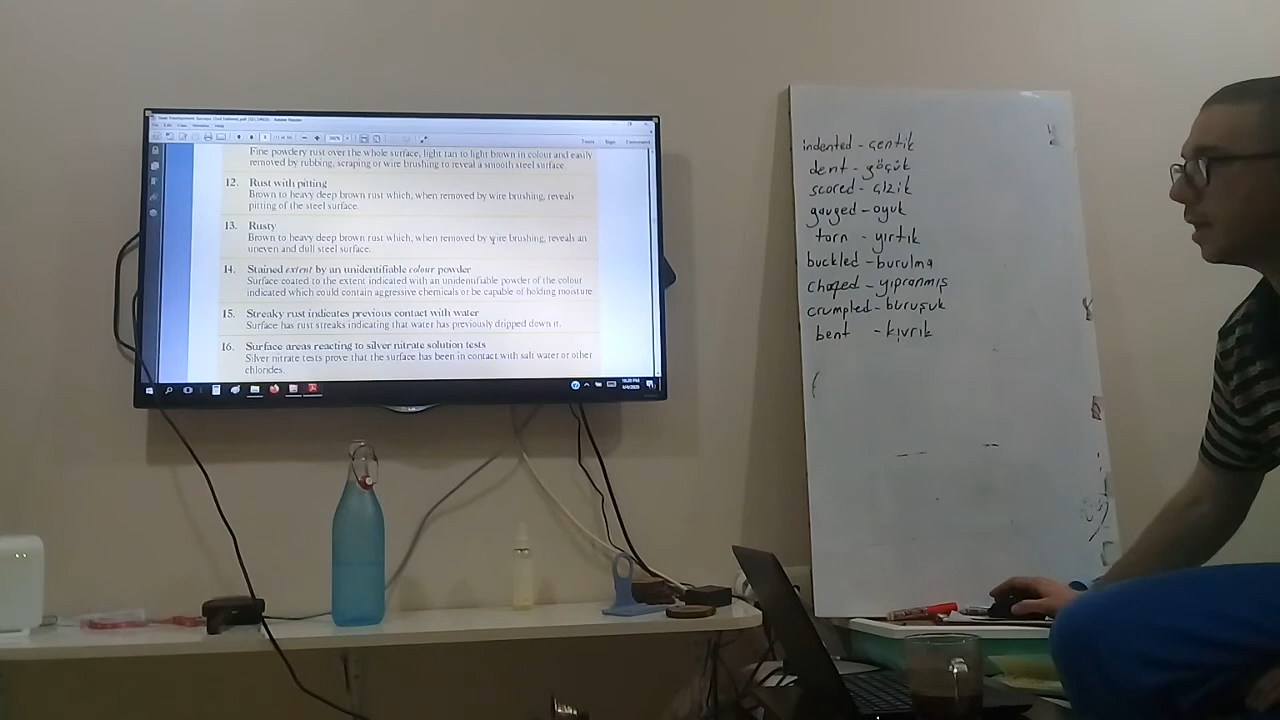 Fine powdery rust over the whole surface, light tan to light brown in colour and easily
removed by rubbing, scraping or wire brushing to reveal a smooth steel surface.
12. Rust with pitting
Brown to heavy deep brown rust which, when removed by wire brushing, reveals
pitting of the steel surface.
13. Rusty
Brown to heavy deep brown rust which, when removed by wire brushing, reveals an
uneven and dull steel surface.
14. Stained extent by an unidentifiable colour powder
Surface coated to the extent indicated with an unidentifiable powder of the colour
indicated which could contain aggressive chemicals or be capable of holding moisture
15. Streaky rust indicates previous contact with water
Surface has rust streaks indicating that water has previously dripped down it.
16. Surface areas reacting to silver nitrate solution tests
Silver nitrate tests prove that the surface has been in contact with salt water or other
chlorides.
indented - çentik
dent - göçük
scored - çizik
gouged - oyuk
torn - yırtık
buckled - burulma
chafed - yıpranmış
crumpled - buruşuk
bent - kıvrık